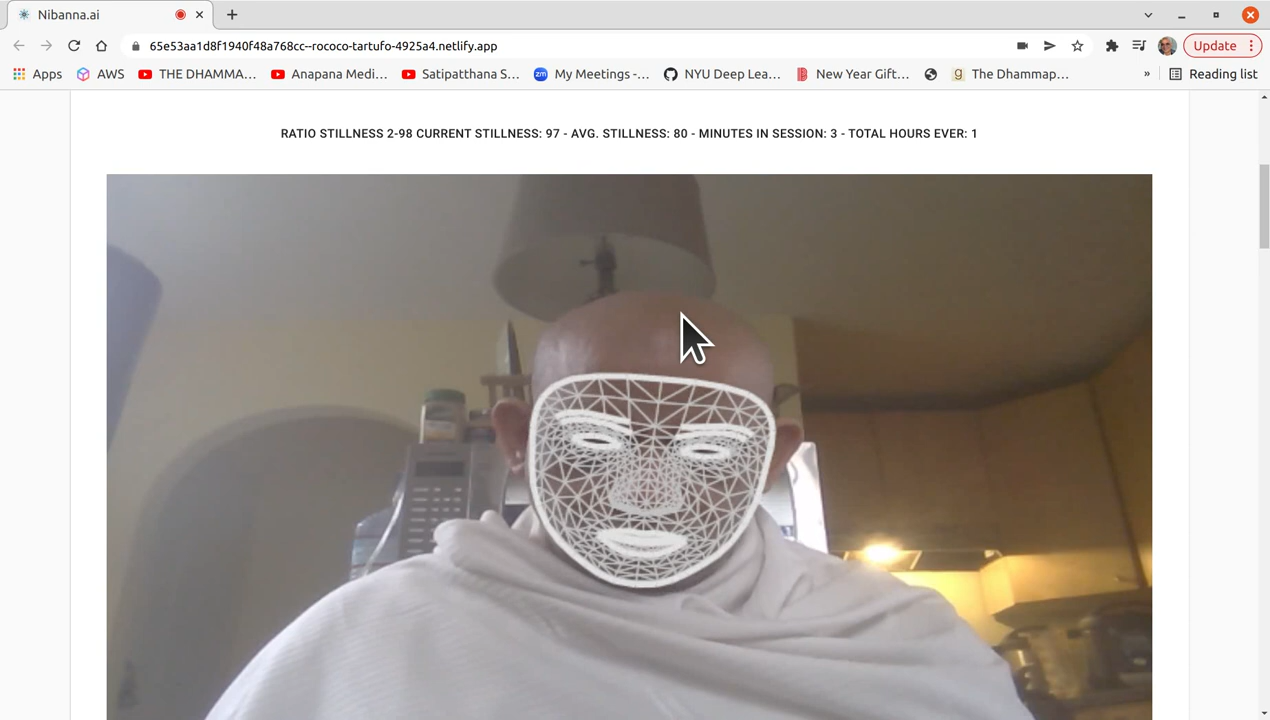 Nibanna.ai
65e53aa1d8f1940f48a768cc--rococo-tartufo-4925a4.netlify.app
Update
Apps AWS THE DHAMMA... Anapana Medi... Satipatthana S... My Meetings -... NYU Deep Lea... New Year Gift... The Dhammap... » Reading list
RATIO STILLNESS 2-98 CURRENT STILLNESS: 97 - AVG. STILLNESS: 80 - MINUTES IN SESSION: 3 - TOTAL HOURS EVER: 1